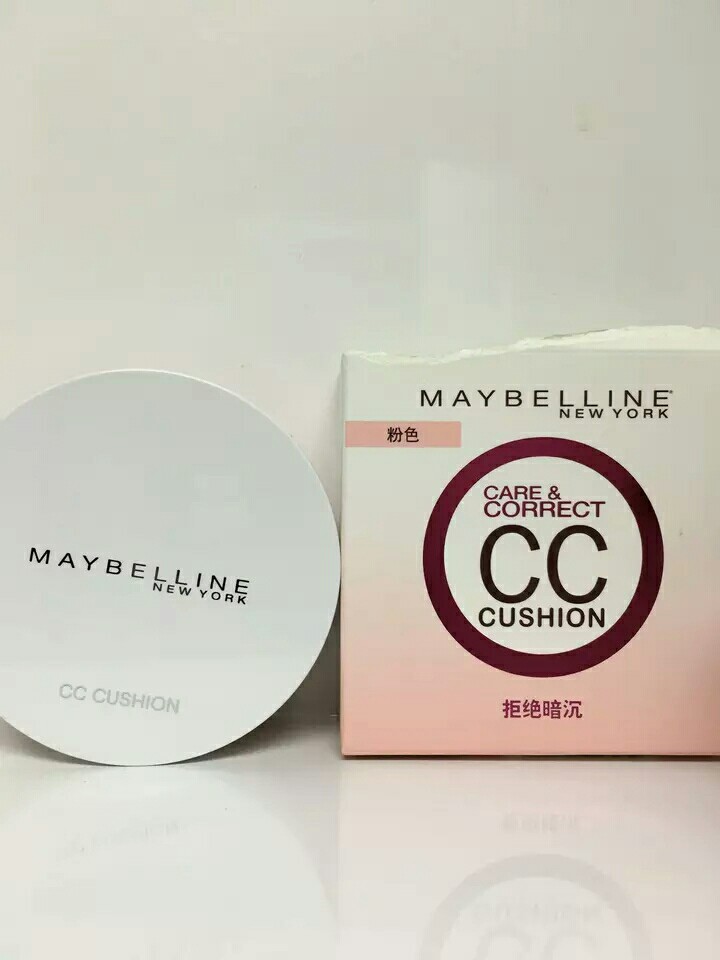 MAYBELLINE
NEW YORK
CC CUSHION
MAYBELLINE
NEW YORK
粉色
CARE &
CORRECT
CC
CUSHION
拒绝暗沉